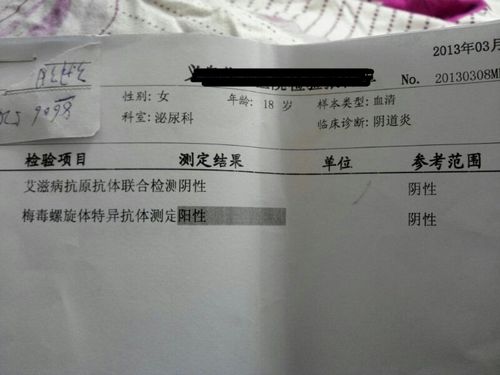 2013年03月
No. 20130308M
性别: 女 年龄: 18 岁 样本类型: 血清
科室: 泌尿科 临床诊断: 阴道炎
检验项目 测定结果 单位 参考范围
艾滋病抗原抗体联合检测 阴性 阴性
梅毒螺旋体特异抗体测定 阳性 阴性